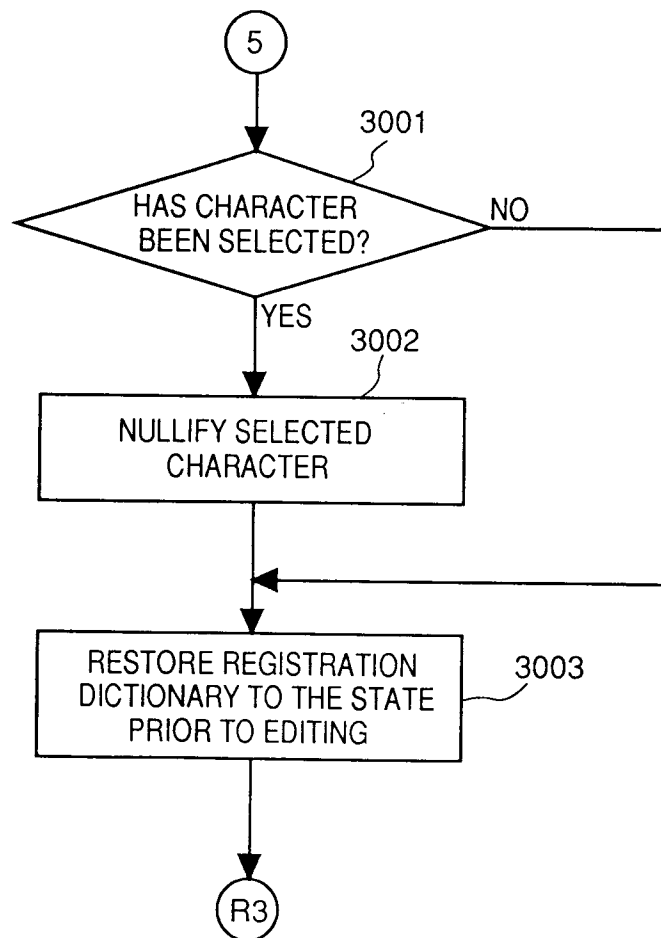 5
3001
HAS CHARACTER
BEEN SELECTED?
NO
YES
3002
NULLIFY SELECTED
CHARACTER
RESTORE REGISTRATION
DICTIONARY TO THE STATE
PRIOR TO EDITING
3003
R3